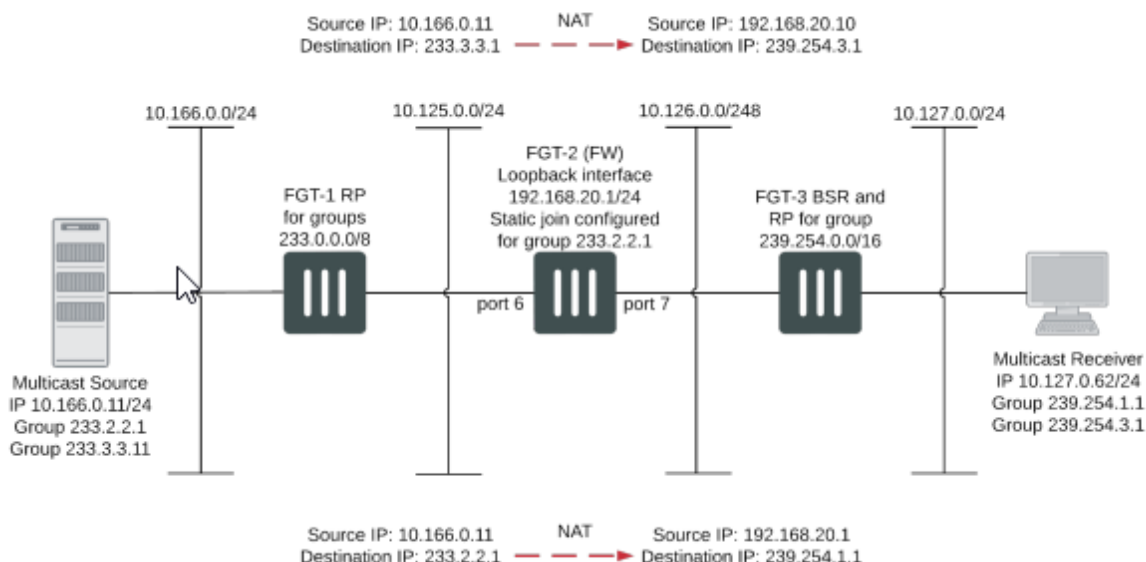 Source IP: 10.166.0.11 NAT Source IP: 192.168.20.10
Destination IP: 233.3.3.1 Destination IP: 239.254.3.1
10.166.0.0/24 10.125.0.0/24 10.126.0.0/248 10.127.0.0/24
FGT-1 RP
for groups
233.0.0.0/8
FGT-2 (FW)
Loopback interface
192.168.20.1/24
Static join configured
for group 233.2.2.1
FGT-3 BSR and
RP for group
239.254.0.0/16
port 6 port 7
Multicast Source
IP 10.166.0.11/24
Group 233.2.2.1
Group 233.3.3.11
Multicast Receiver
IP 10.127.0.62/24
Group 239.254.1.1
Group 239.254.3.1
Source IP: 10.166.0.11 NAT Source IP: 192.168.20.1
Destination IP: 233.2.2.1 Destination IP: 239.254.1.1